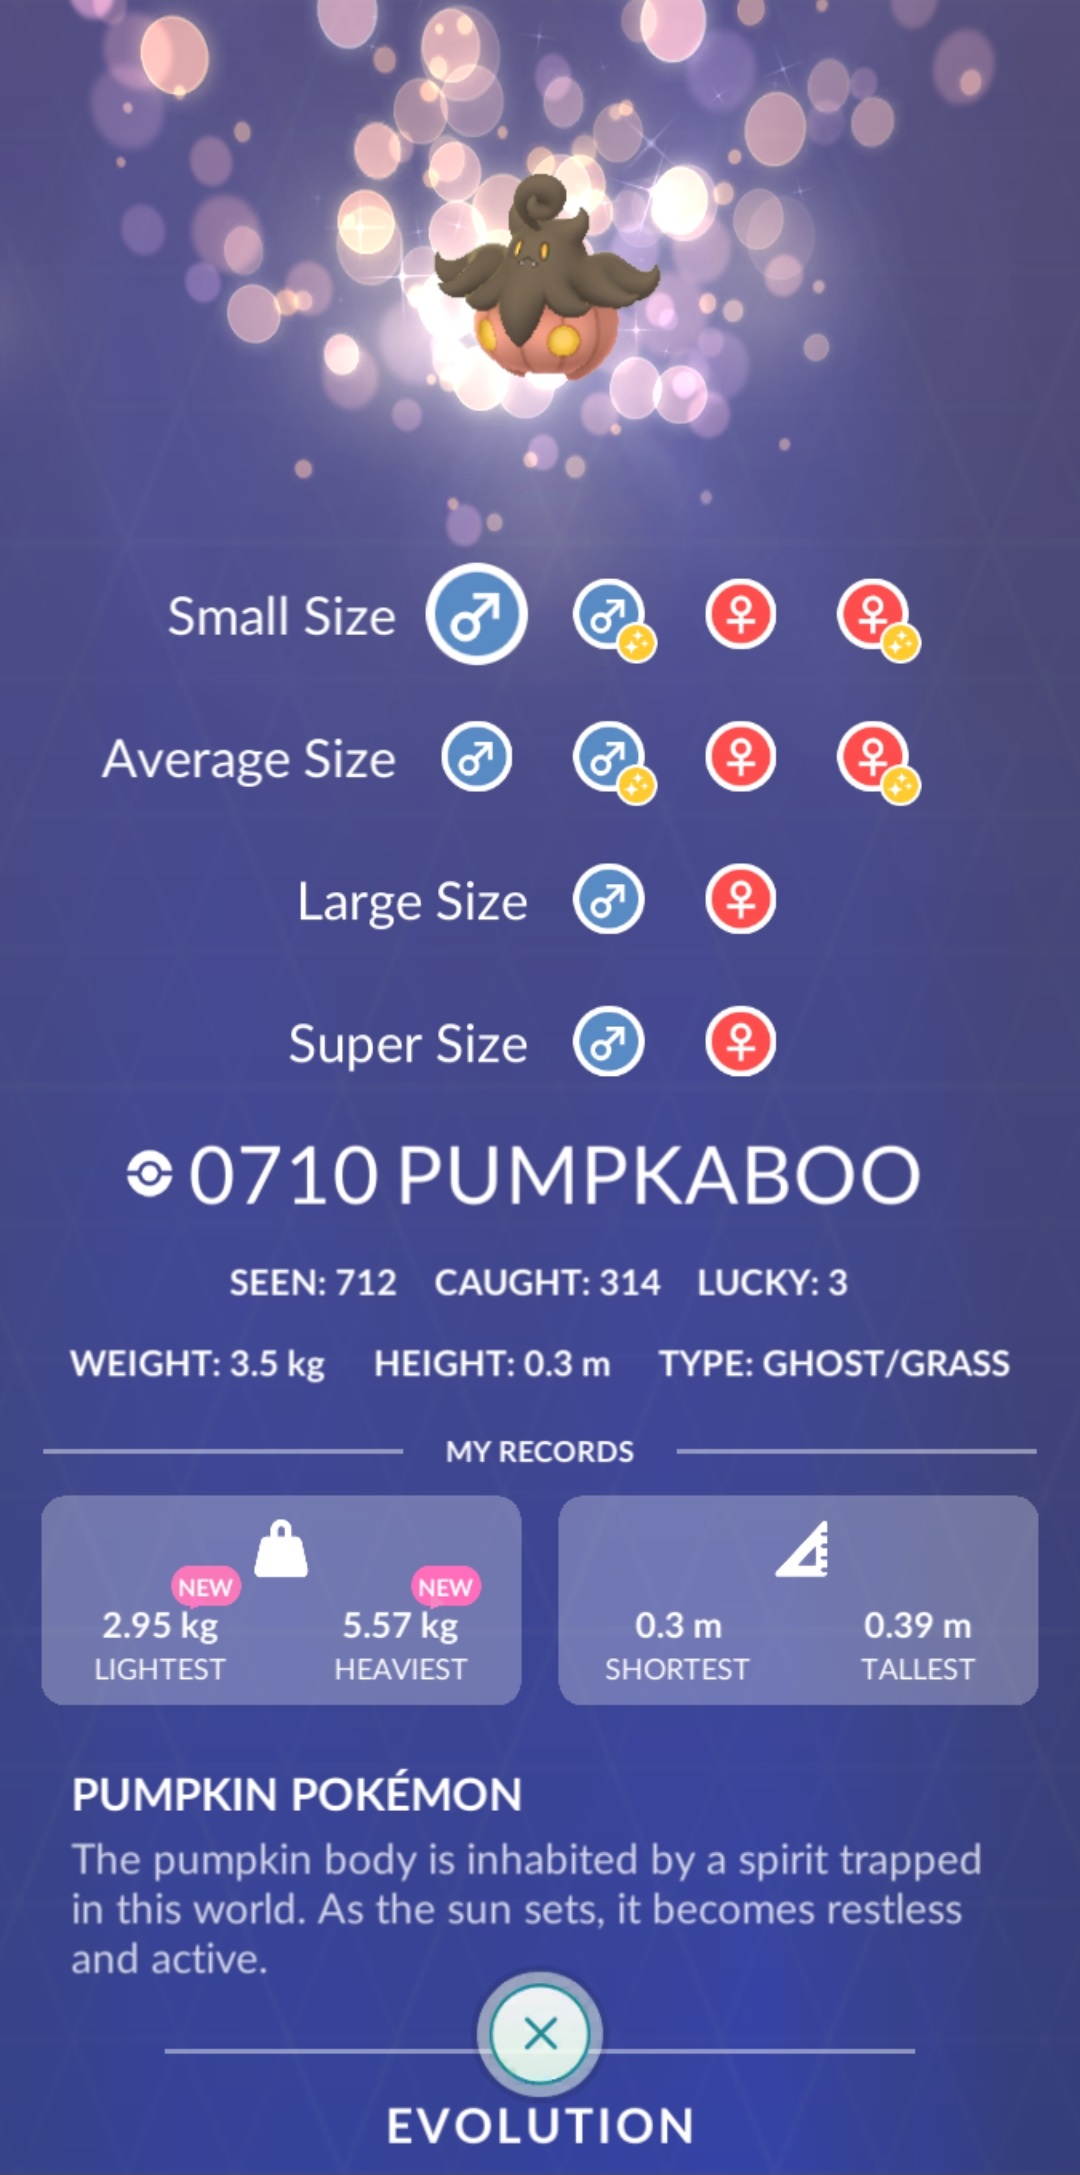 Small Size
Average Size
Large Size
Super Size
0710 PUMPKABOO
SEEN: 712 CAUGHT: 314 LUCKY: 3
WEIGHT: 3.5 kg HEIGHT: 0.3 m TYPE: GHOST/GRASS
MY RECORDS
NEW NEW
2.95 kg 5.57 kg 0.3 m 0.39 m
LIGHTEST HEAVIEST SHORTEST TALLEST
PUMPKIN POKÉMON
The pumpkin body is inhabited by a spirit trapped
in this world. As the sun sets, it becomes restless
and active.
EVOLUTION